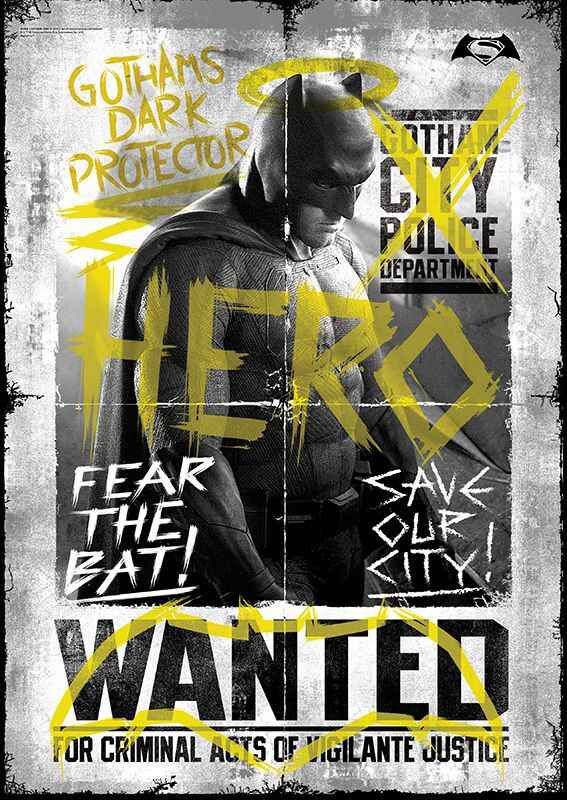 GOTHAMS
DARK
PROTECTOR
GOTHAM
CITY
POLICE
DEPARTMENT
HERO
FEAR
THE
BAT!
SAVE
OUR
CITY!
WANTED
FOR CRIMINAL ACTS OF VIGILANTE JUSTICE